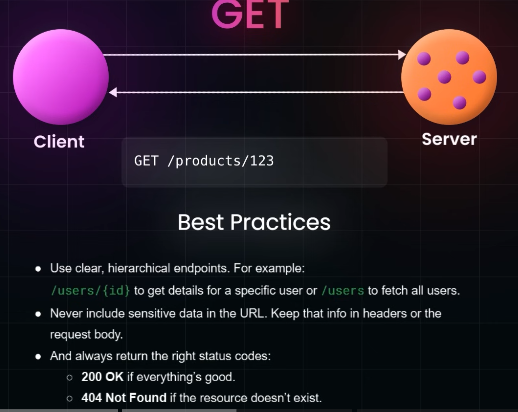 GET
Client
Server
GET /products/123
Best Practices
● Use clear, hierarchical endpoints. For example:
/users/{id} to get details for a specific user or /users to fetch all users.
● Never include sensitive data in the URL. Keep that info in headers or the
request body.
● And always return the right status codes:
○ 200 OK if everything's good.
○ 404 Not Found if the resource doesn't exist.